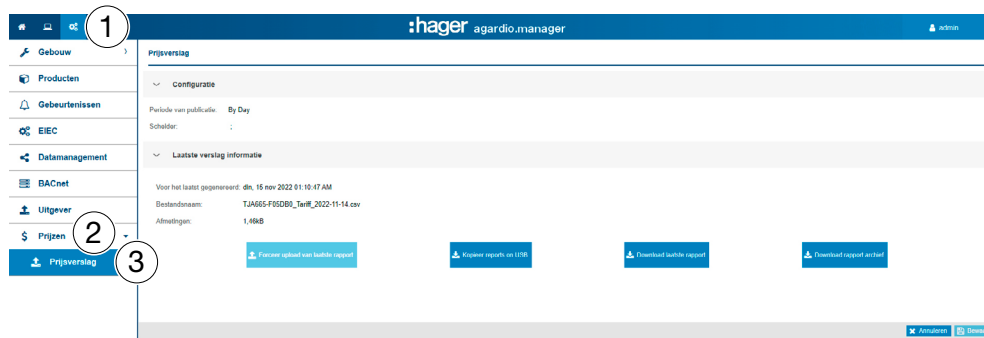 1
:hager agardio.manager
admin
Gebouw
Producten
Gebeurtenissen
EIEC
Datamanagement
BACnet
Uitgever
$ Prijzen
2
Prijsverslag
3
Prijsverslag
Configuratie
Periode van publicatie: By Day
Scheider: ;
Laatste verslag informatie
Voor het laatst gegenereerd: din, 15 nov 2022 01:10:47 AM
Bestandsnaam: TJA665-F05DB0_Tariff_2022-11-14.csv
Afmetingen: 1,46kB
Forceer upload van laatste rapport
Kopieer reports on USB
Download laatste rapport
Download rapport archief
Annuleren